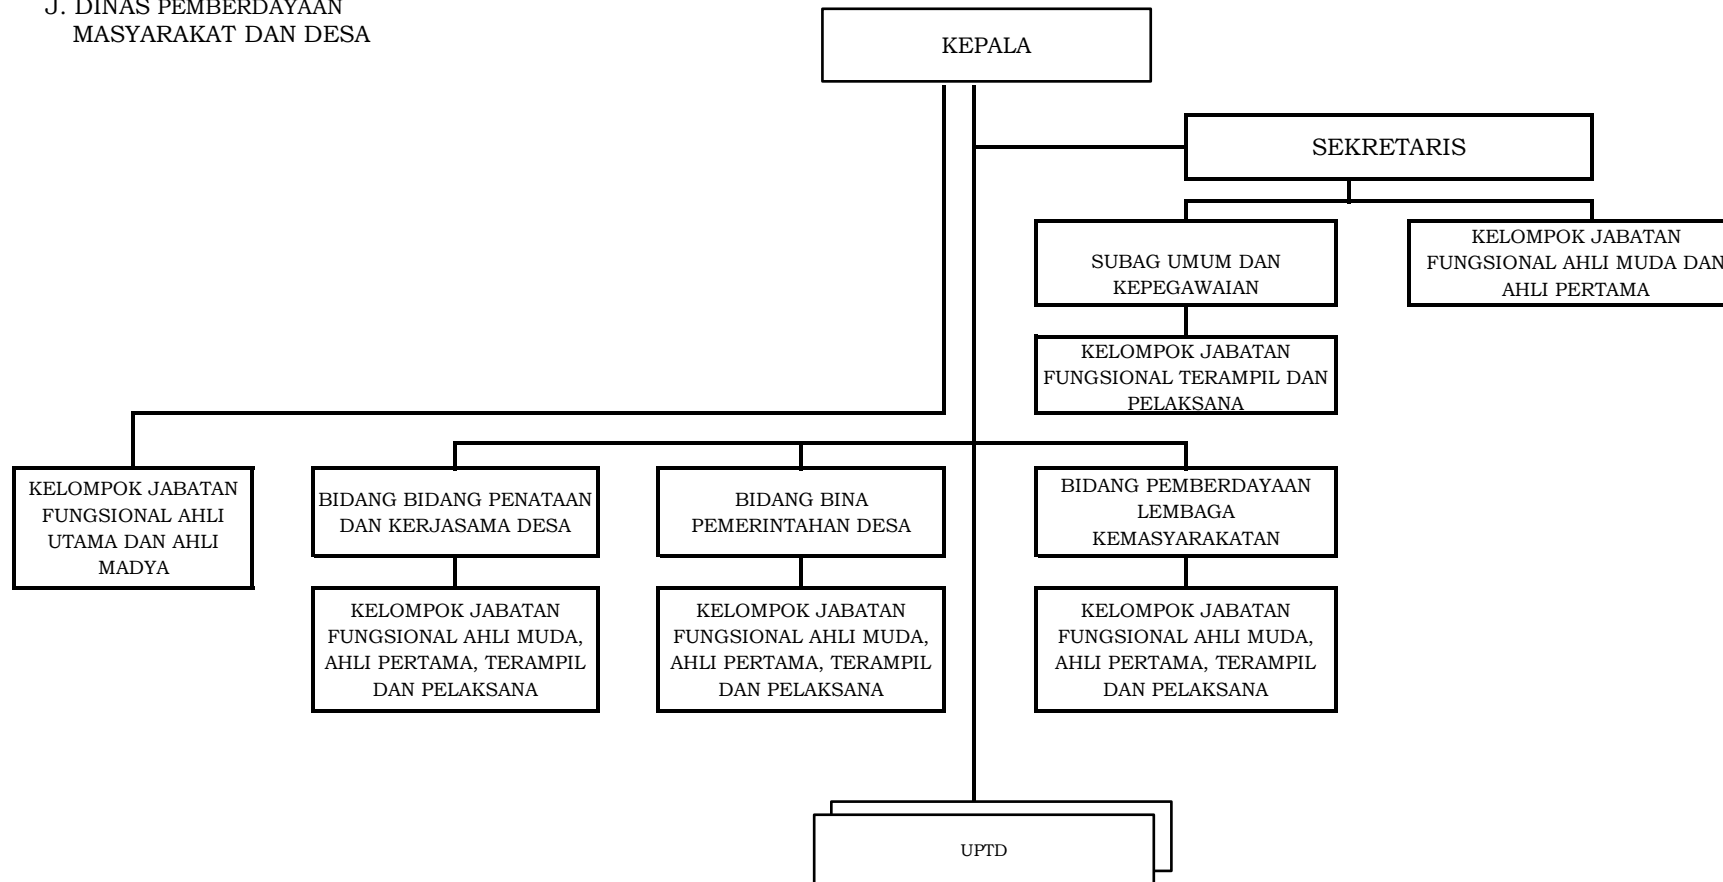 J. DINAS PEMBERDAYAAN
MASYARAKAT DAN DESA
KEPALA
SEKRETARIS
SUBAG UMUM DAN
KEPEGAWAIAN
KELOMPOK JABATAN
FUNGSIONAL AHLI MUDA DAN
AHLI PERTAMA
KELOMPOK JABATAN
FUNGSIONAL TERAMPIL DAN
PELAKSANA
KELOMPOK JABATAN
FUNGSIONAL AHLI
UTAMA DAN AHLI
MADYA
BIDANG BIDANG PENATAAN
DAN KERJASAMA DESA
BIDANG BINA
PEMERINTAHAN DESA
BIDANG PEMBERDAYAAN
LEMBAGA
KEMASYARAKATAN
KELOMPOK JABATAN
FUNGSIONAL AHLI MUDA,
AHLI PERTAMA, TERAMPIL
DAN PELAKSANA
KELOMPOK JABATAN
FUNGSIONAL AHLI MUDA,
AHLI PERTAMA, TERAMPIL
DAN PELAKSANA
KELOMPOK JABATAN
FUNGSIONAL AHLI MUDA,
AHLI PERTAMA, TERAMPIL
DAN PELAKSANA
UPTD